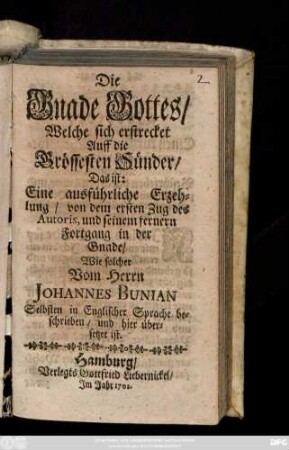 2
Die
Gnade Gottes/
Welche sich erstrecket
Auff die
Grössesten Sünder/
Das ist:
Eine ausführliche Erzeh-
lung / von dem ersten Zug des
Autoris, und seinem fernern
Fortgang in der
Gnade/
Wie solcher
Vom Herrn
JOHANNES BUNIAN
Selbsten in Englischer Sprache be-
schrieben / und hier über-
setzet ist.
Hamburg/
Verlegts Gottfried Liebernickel/
Im Jahr 1702.